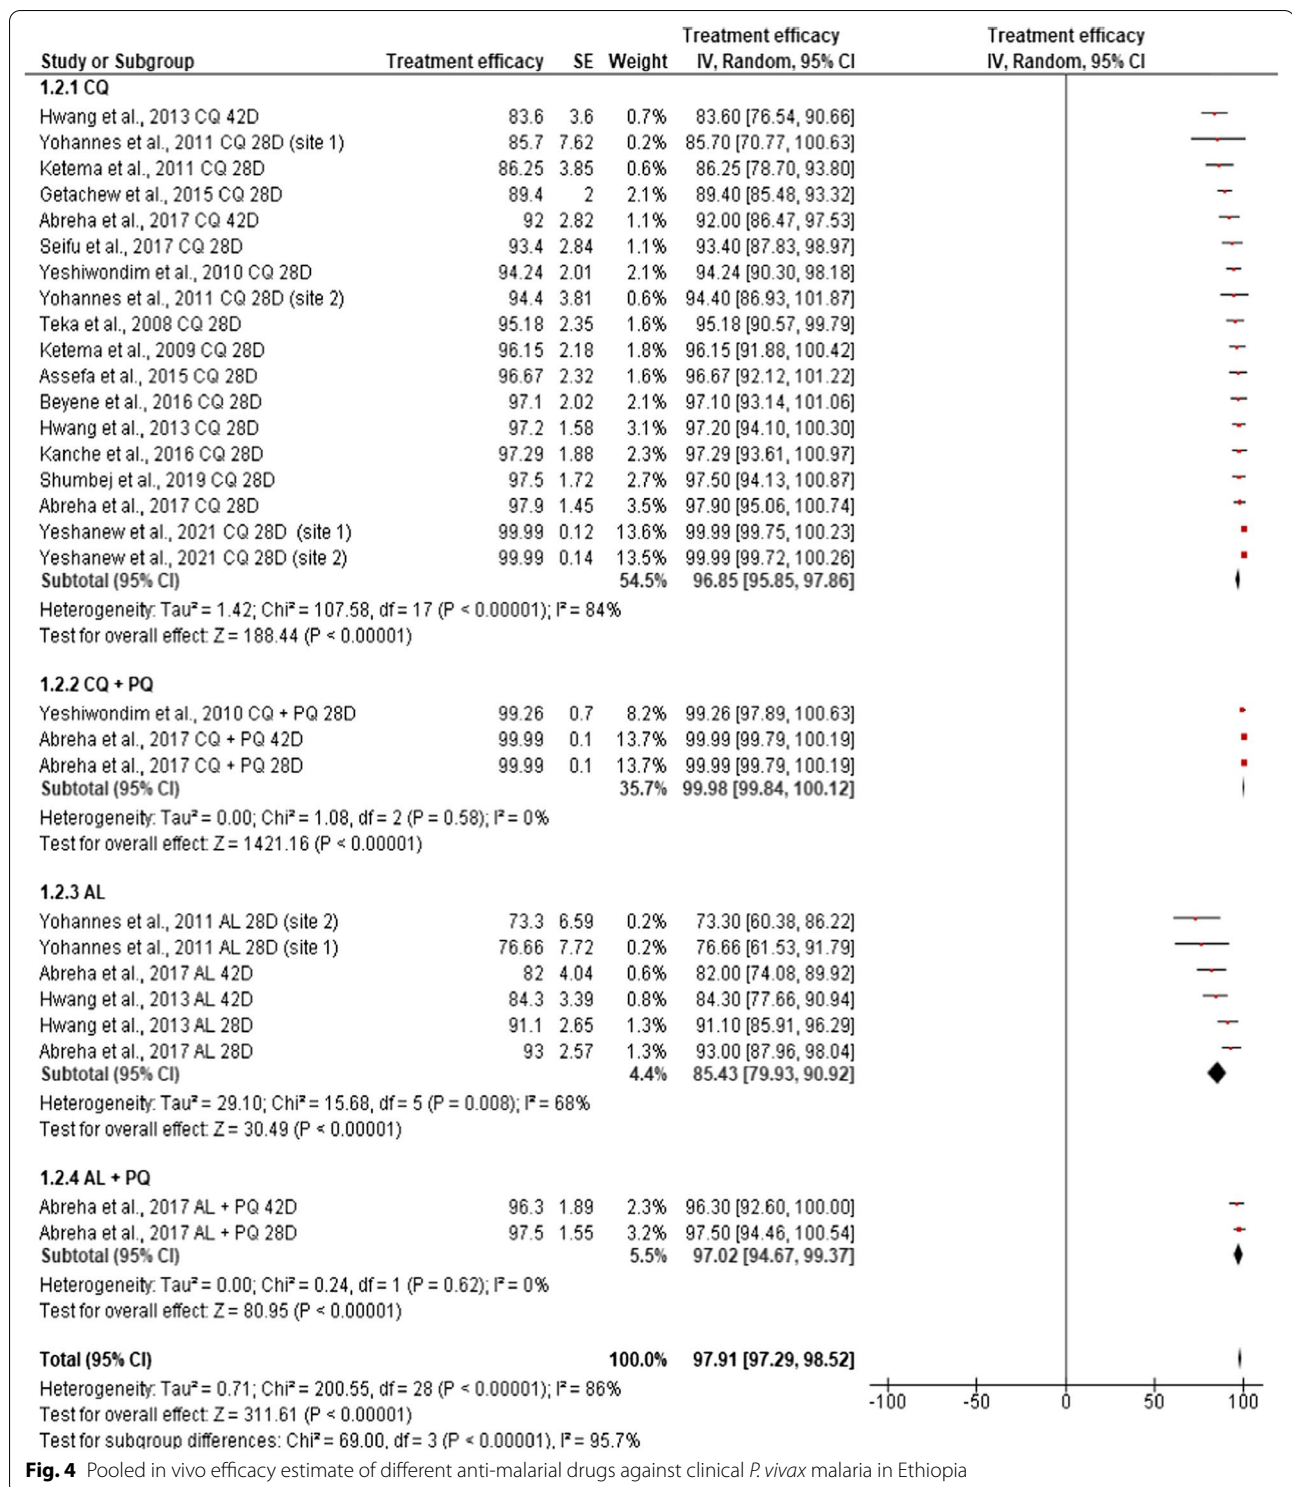 Treatment efficacy Treatment efficacy
Study or Subgroup Treatment efficacy SE Weight IV, Random, 95% CI IV, Random, 95% CI
1.2.1 CQ
Hwang et al., 2013 CQ 42D 83.6 3.6 0.7% 83.60 [76.54, 90.66]
Yohannes et al., 2011 CQ 28D (site 1) 85.7 7.62 0.2% 85.70 [70.77, 100.63]
Ketema et al., 2011 CQ 28D 86.25 3.85 0.6% 86.25 [78.70, 93.80]
Getachew et al., 2015 CQ 28D 89.4 2 2.1% 89.40 [85.48, 93.32]
Abreha et al., 2017 CQ 42D 92 2.82 1.1% 92.00 [86.47, 97.53]
Seifu et al., 2017 CQ 28D 93.4 2.84 1.1% 93.40 [87.83, 98.97]
Yeshiwondim et al., 2010 CQ 28D 94.24 2.01 2.1% 94.24 [90.30, 98.18]
Yohannes et al., 2011 CQ 28D (site 2) 94.4 3.81 0.6% 94.40 [86.93, 101.87]
Teka et al., 2008 CQ 28D 95.18 2.35 1.6% 95.18 [90.57, 99.79]
Ketema et al., 2009 CQ 28D 96.15 2.18 1.8% 96.15 [91.88, 100.42]
Assefa et al., 2015 CQ 28D 96.67 2.32 1.6% 96.67 [92.12, 101.22]
Beyene et al., 2016 CQ 28D 97.1 2.02 2.1% 97.10 [93.14, 101.06]
Hwang et al., 2013 CQ 28D 97.2 1.58 3.1% 97.20 [94.10, 100.30]
Kanche et al., 2016 CQ 28D 97.29 1.88 2.3% 97.29 [93.61, 100.97]
Shumbej et al., 2019 CQ 28D 97.5 1.72 2.7% 97.50 [94.13, 100.87]
Abreha et al., 2017 CQ 28D 97.9 1.45 3.5% 97.90 [95.06, 100.74]
Yeshanew et al., 2021 CQ 28D (site 1) 99.99 0.12 13.6% 99.99 [99.75, 100.23]
Yeshanew et al., 2021 CQ 28D (site 2) 99.99 0.14 13.5% 99.99 [99.72, 100.26]
Subtotal (95% CI) 54.5% 96.85 [95.85, 97.86]
Heterogeneity: Tau² = 1.42; Chi² = 107.58, df = 17 (P < 0.00001); I² = 84%
Test for overall effect: Z = 188.44 (P < 0.00001)
1.2.2 CQ + PQ
Yeshiwondim et al., 2010 CQ + PQ 28D 99.26 0.7 8.2% 99.26 [97.89, 100.63]
Abreha et al., 2017 CQ + PQ 42D 99.99 0.1 13.7% 99.99 [99.79, 100.19]
Abreha et al., 2017 CQ + PQ 28D 99.99 0.1 13.7% 99.99 [99.79, 100.19]
Subtotal (95% CI) 35.7% 99.98 [99.84, 100.12]
Heterogeneity: Tau² = 0.00; Chi² = 1.08, df = 2 (P = 0.58); I² = 0%
Test for overall effect: Z = 1421.16 (P < 0.00001)
1.2.3 AL
Yohannes et al., 2011 AL 28D (site 2) 73.3 6.59 0.2% 73.30 [60.38, 86.22]
Yohannes et al., 2011 AL 28D (site 1) 76.66 7.72 0.2% 76.66 [61.53, 91.79]
Abreha et al., 2017 AL 42D 82 4.04 0.6% 82.00 [74.08, 89.92]
Hwang et al., 2013 AL 42D 84.3 3.39 0.8% 84.30 [77.66, 90.94]
Hwang et al., 2013 AL 28D 91.1 2.65 1.3% 91.10 [85.91, 96.29]
Abreha et al., 2017 AL 28D 93 2.57 1.3% 93.00 [87.96, 98.04]
Subtotal (95% CI) 4.4% 85.43 [79.93, 90.92]
Heterogeneity: Tau² = 29.10; Chi² = 15.68, df = 5 (P = 0.008); I² = 68%
Test for overall effect: Z = 30.49 (P < 0.00001)
1.2.4 AL + PQ
Abreha et al., 2017 AL + PQ 42D 96.3 1.89 2.3% 96.30 [92.60, 100.00]
Abreha et al., 2017 AL + PQ 28D 97.5 1.55 3.2% 97.50 [94.46, 100.54]
Subtotal (95% CI) 5.5% 97.02 [94.67, 99.37]
Heterogeneity: Tau² = 0.00; Chi² = 0.24, df = 1 (P = 0.62); I² = 0%
Test for overall effect: Z = 80.95 (P < 0.00001)
Total (95% CI) 100.0% 97.91 [97.29, 98.52]
Heterogeneity: Tau² = 0.71; Chi² = 200.55, df = 28 (P < 0.00001); I² = 86%
Test for overall effect: Z = 311.61 (P < 0.00001)
Test for subgroup differences: Chi² = 69.00, df = 3 (P < 0.00001), I² = 95.7%
-100 -50 0 50 100
Fig. 4 Pooled in vivo efficacy estimate of different anti-malarial drugs against clinical P. vivax malaria in Ethiopia